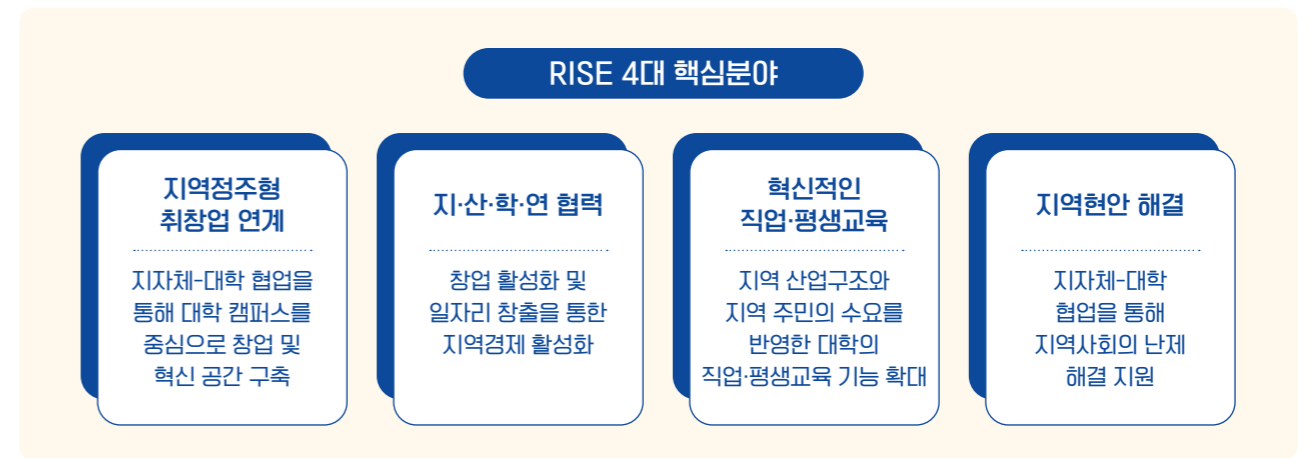 RISE 4대 핵심분야
지역정주형
취창업 연계
지자체-대학 협업을
통해 대학 캠퍼스를
중심으로 창업 및
혁신 공간 구축
지·산·학·연 협력
창업 활성화 및
일자리 창출을 통한
지역경제 활성화
혁신적인
직업·평생교육
지역 산업구조와
지역 주민의 수요를
반영한 대학의
직업·평생교육 기능 확대
지역현안 해결
지자체-대학
협업을 통해
지역사회의 난제
해결 지원